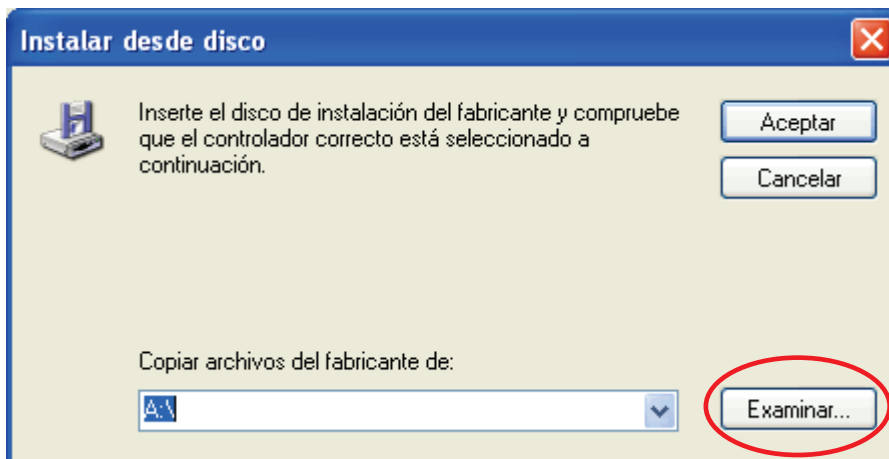 Instalar desde disco
Inserte el disco de instalación del fabricante y compruebe
que el controlador correcto está seleccionado a
continuación.
Aceptar
Cancelar
Copiar archivos del fabricante de:
A:\
Examinar...